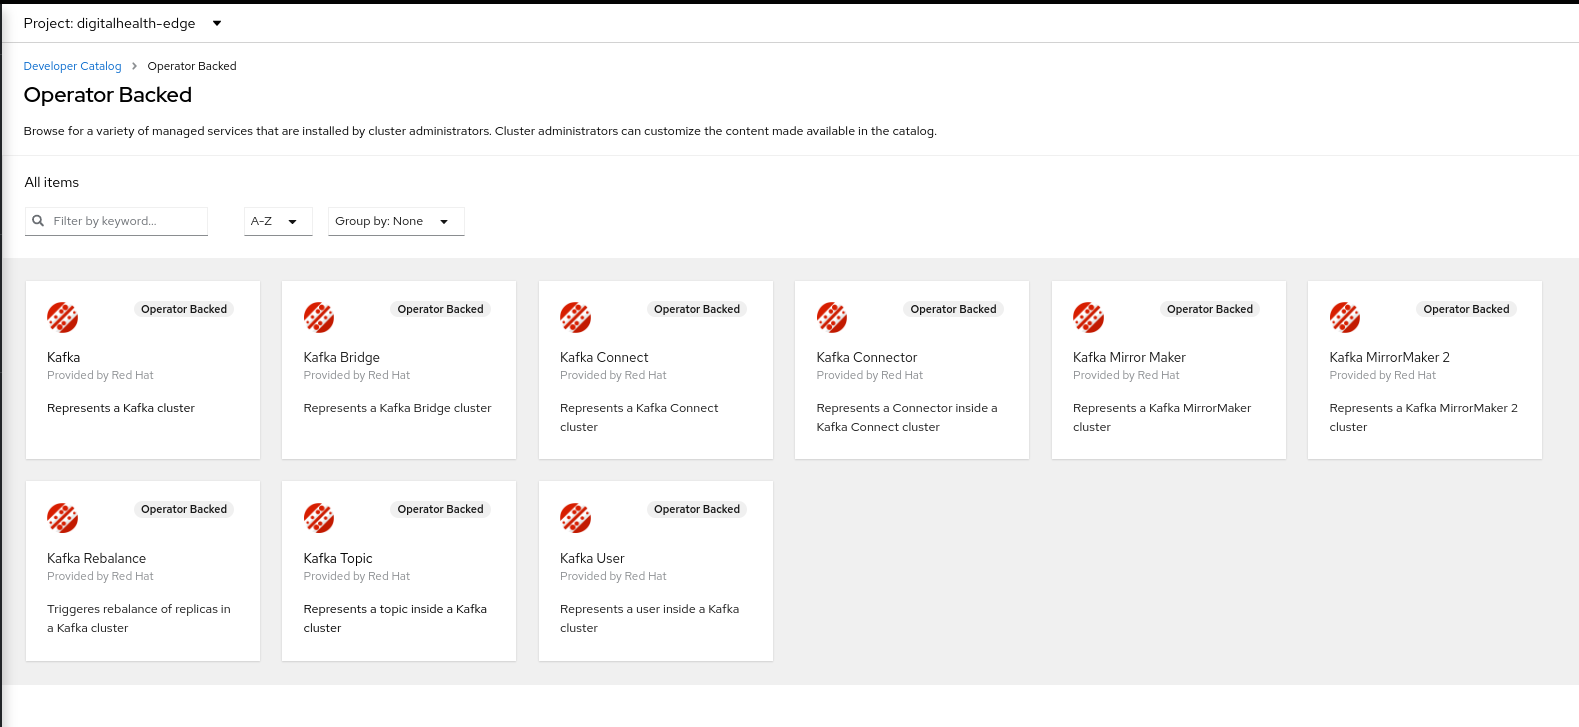 Project: digitalhealth-edge
Developer Catalog > Operator Backed
Operator Backed
Browse for a variety of managed services that are installed by cluster administrators. Cluster administrators can customize the content made available in the catalog.
All items
Filter by keyword...
A-Z
Group by: None
Operator Backed
Kafka
Provided by Red Hat
Represents a Kafka cluster
Operator Backed
Kafka Bridge
Provided by Red Hat
Represents a Kafka Bridge cluster
Operator Backed
Kafka Connect
Provided by Red Hat
Represents a Kafka Connect
cluster
Operator Backed
Kafka Connector
Provided by Red Hat
Represents a Connector inside a
Kafka Connect cluster
Operator Backed
Kafka Mirror Maker
Provided by Red Hat
Represents a Kafka MirrorMaker
cluster
Operator Backed
Kafka MirrorMaker 2
Provided by Red Hat
Represents a Kafka MirrorMaker 2
cluster
Operator Backed
Kafka Rebalance
Provided by Red Hat
Triggeres rebalance of replicas in
a Kafka cluster
Operator Backed
Kafka Topic
Provided by Red Hat
Represents a topic inside a Kafka
cluster
Operator Backed
Kafka User
Provided by Red Hat
Represents a user inside a Kafka
cluster